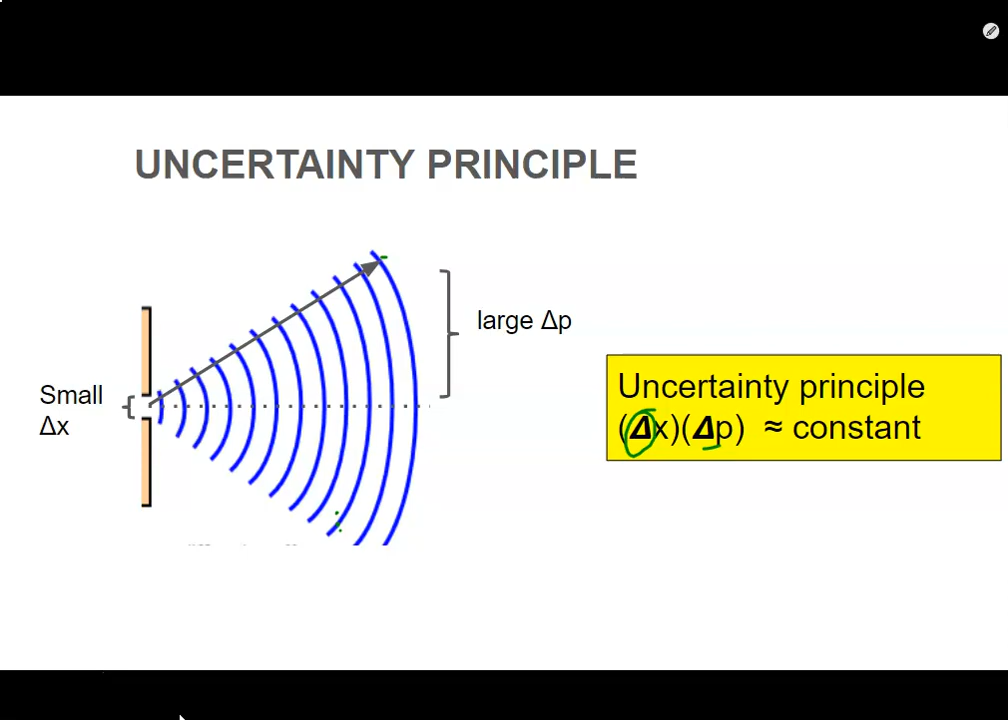 UNCERTAINTY PRINCIPLE
large Δp
Small
Δx
Uncertainty principle
(Δx)(Δp) ≈ constant